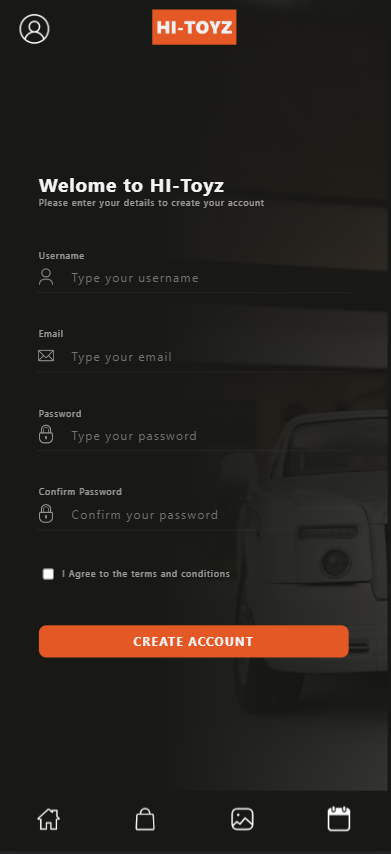 HI-TOYZ
Welome to HI-Toyz
Please enter your details to create your account
Username
Type your username
Email
Type your email
Password
Type your password
Confirm Password
Confirm your password
I Agree to the terms and conditions
CREATE ACCOUNT